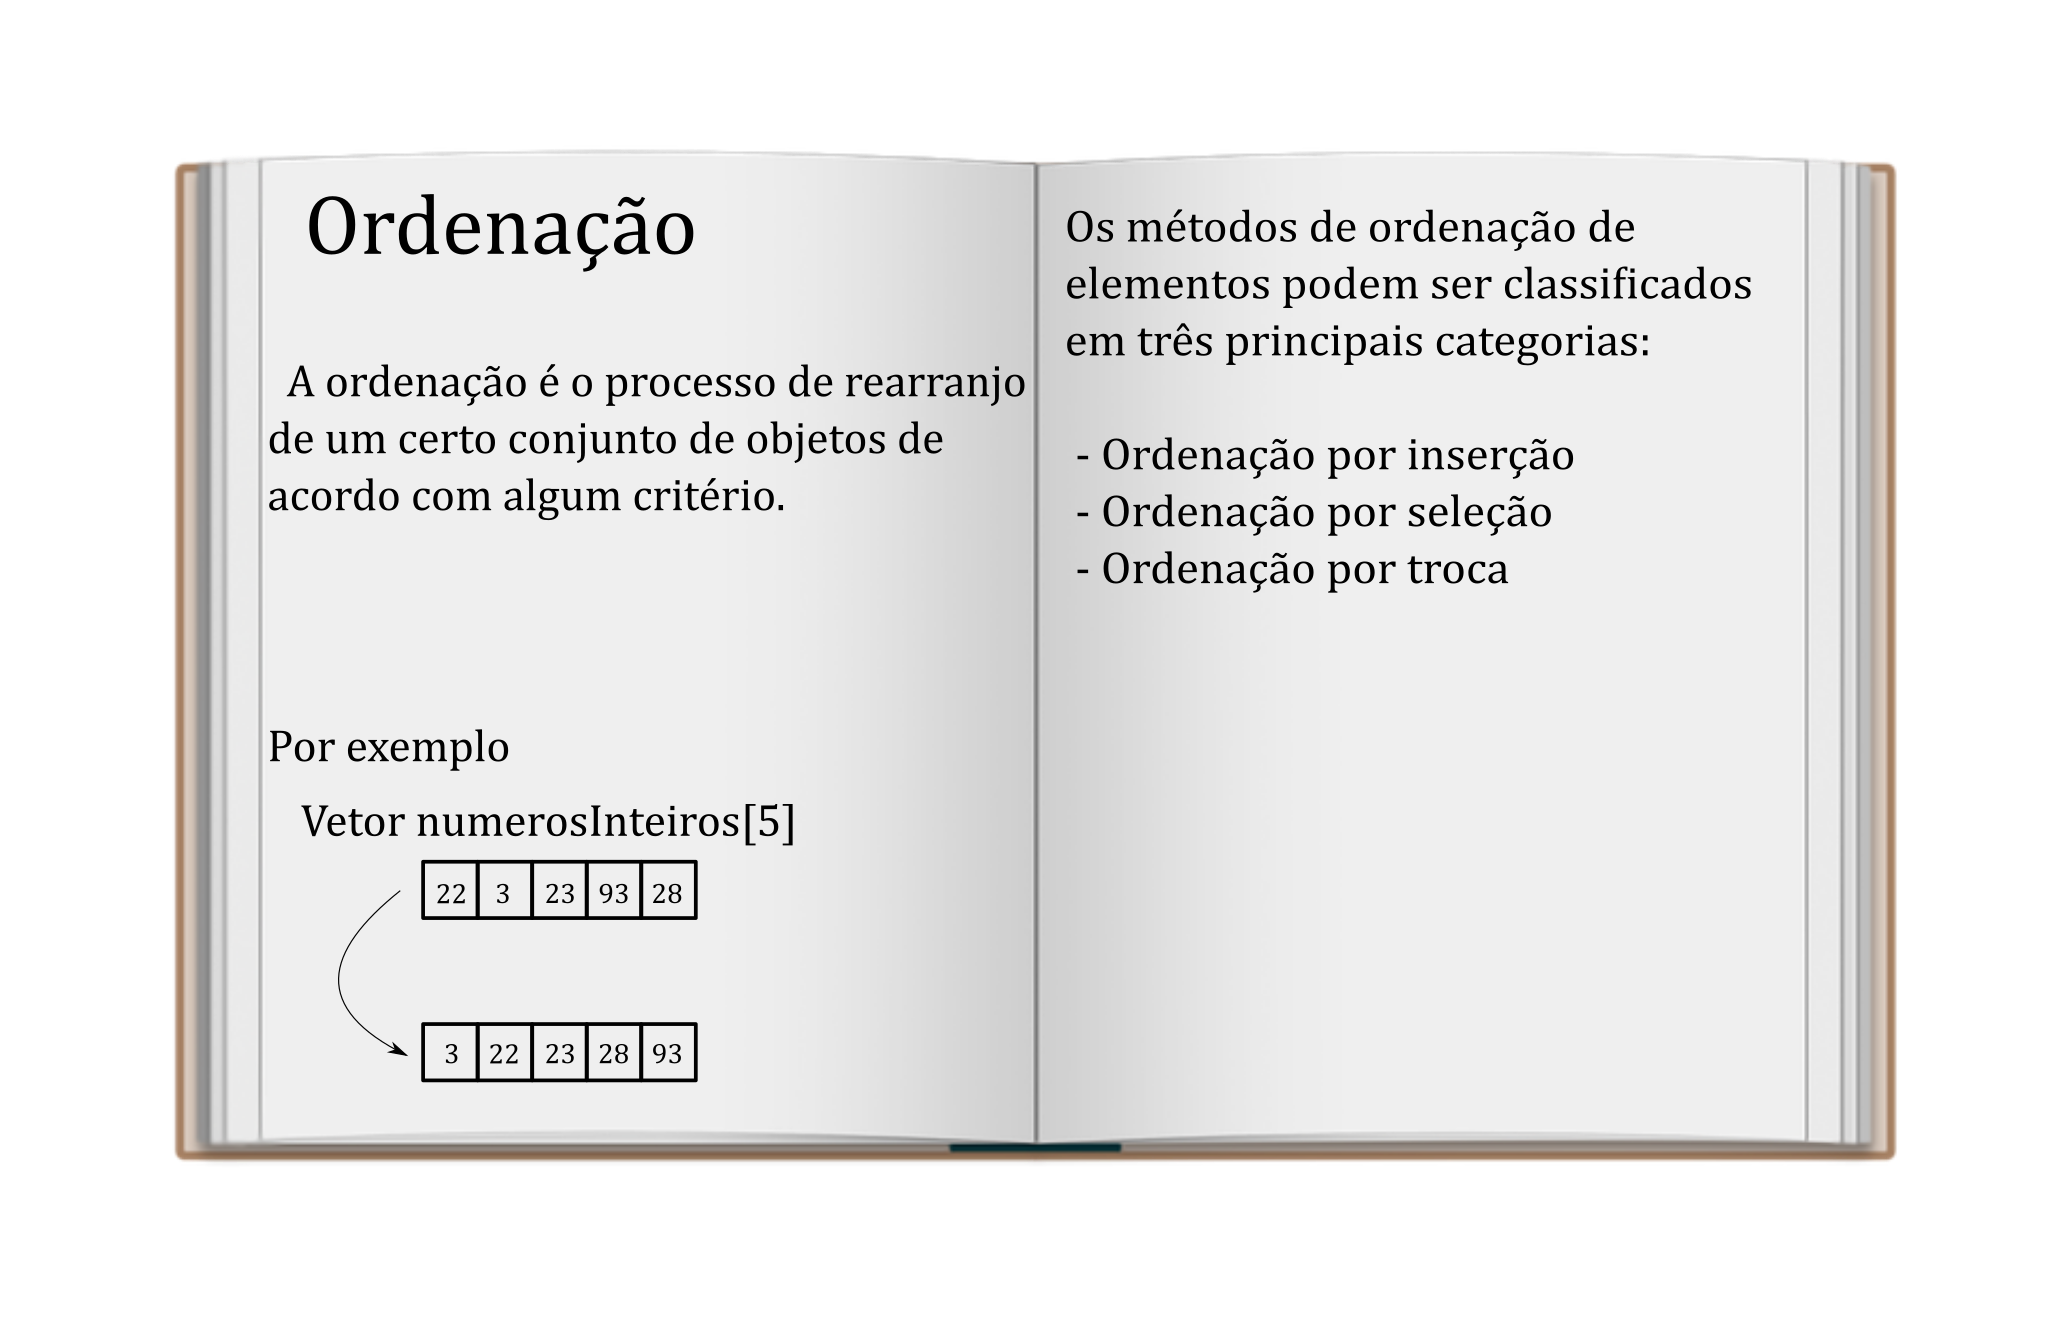 Ordenação
A ordenação é o processo de rearranjo
de um certo conjunto de objetos de
acordo com algum critério.
Por exemplo
Vetor numerosInteiros[5]
22 3 23 93 28
3 22 23 28 93
Os métodos de ordenação de
elementos podem ser classificados
em três principais categorias:
- Ordenação por inserção
- Ordenação por seleção
- Ordenação por troca